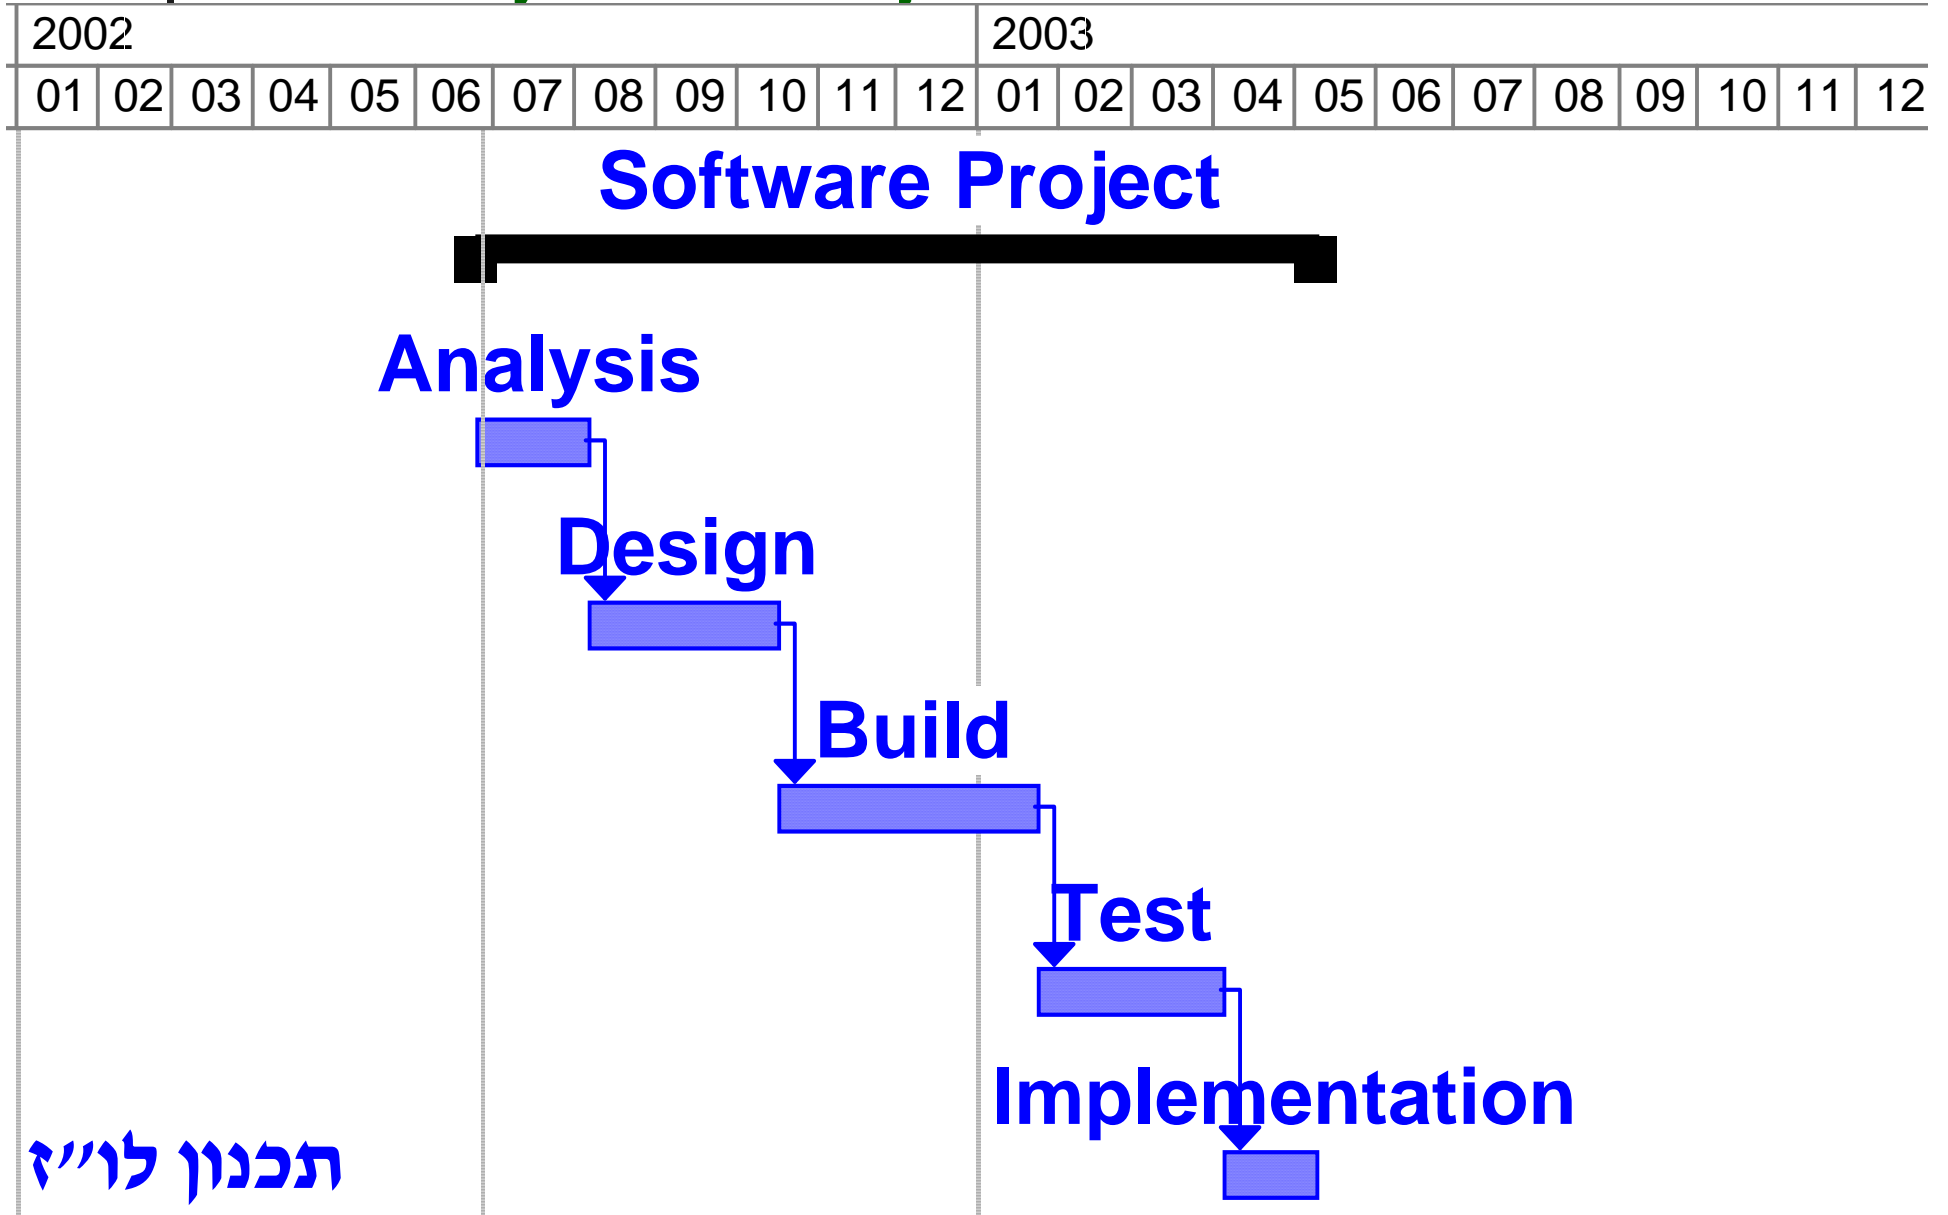 2002 2003
01 02 03 04 05 06 07 08 09 10 11 12 01 02 03 04 05 06 07 08 09 10 11 12
Software Project
Analysis
Design
Build
Test
Implementation
תכנון לו״ז